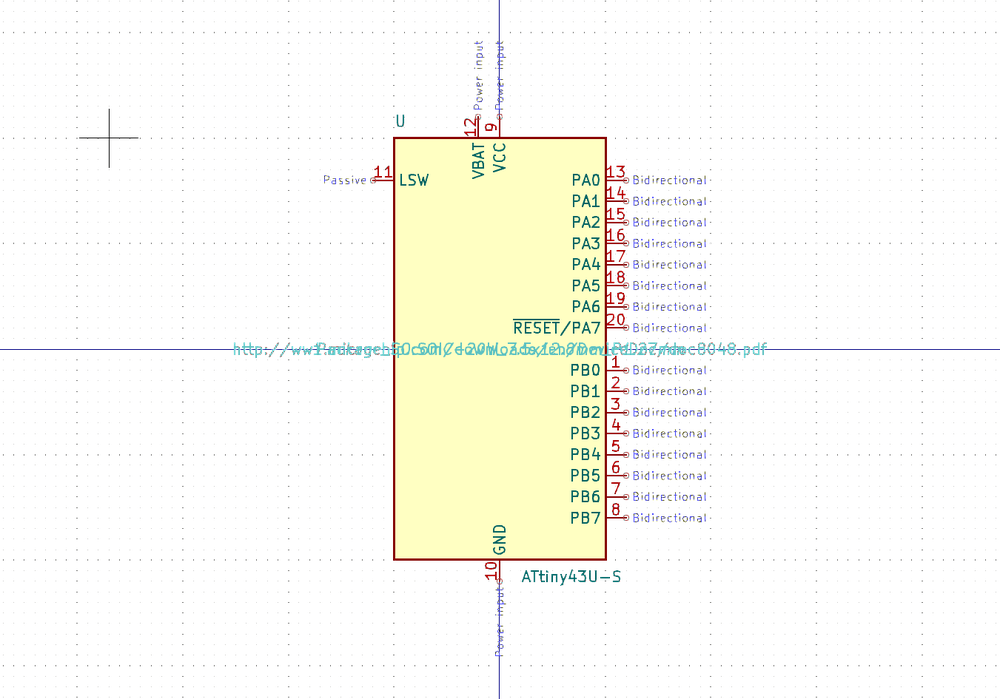 Power input
Power input
U
12
9
VBAT
VCC
Passive 11 LSW
PA0 13 Bidirectional
PA1 14 Bidirectional
PA2 15 Bidirectional
PA3 16 Bidirectional
PA4 17 Bidirectional
PA5 18 Bidirectional
PA6 19 Bidirectional
RESET/PA7 20 Bidirectional
PB0 1 Bidirectional
PB1 2 Bidirectional
PB2 3 Bidirectional
PB3 4 Bidirectional
PB4 5 Bidirectional
PB5 6 Bidirectional
PB6 7 Bidirectional
PB7 8 Bidirectional
GND
10
ATtiny43U-S
Power input